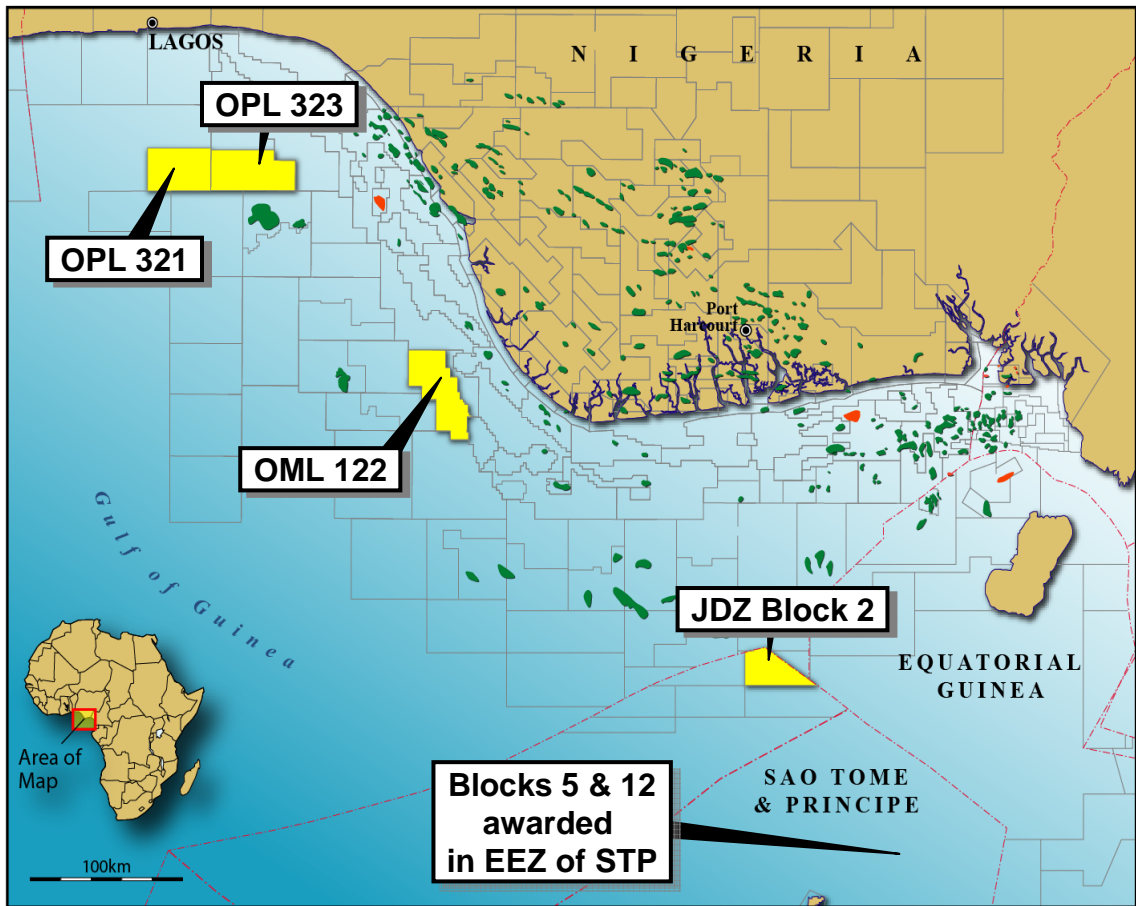 LAGOS
N I G E R I A
OPL 323
OPL 321
Port
Harcourt
OML 122
Gulf of Guinea
JDZ Block 2
EQUATORIAL
GUINEA
Area of
Map
SAO TOME
& PRINCIPE
Blocks 5 & 12
awarded
in EEZ of STP
100km